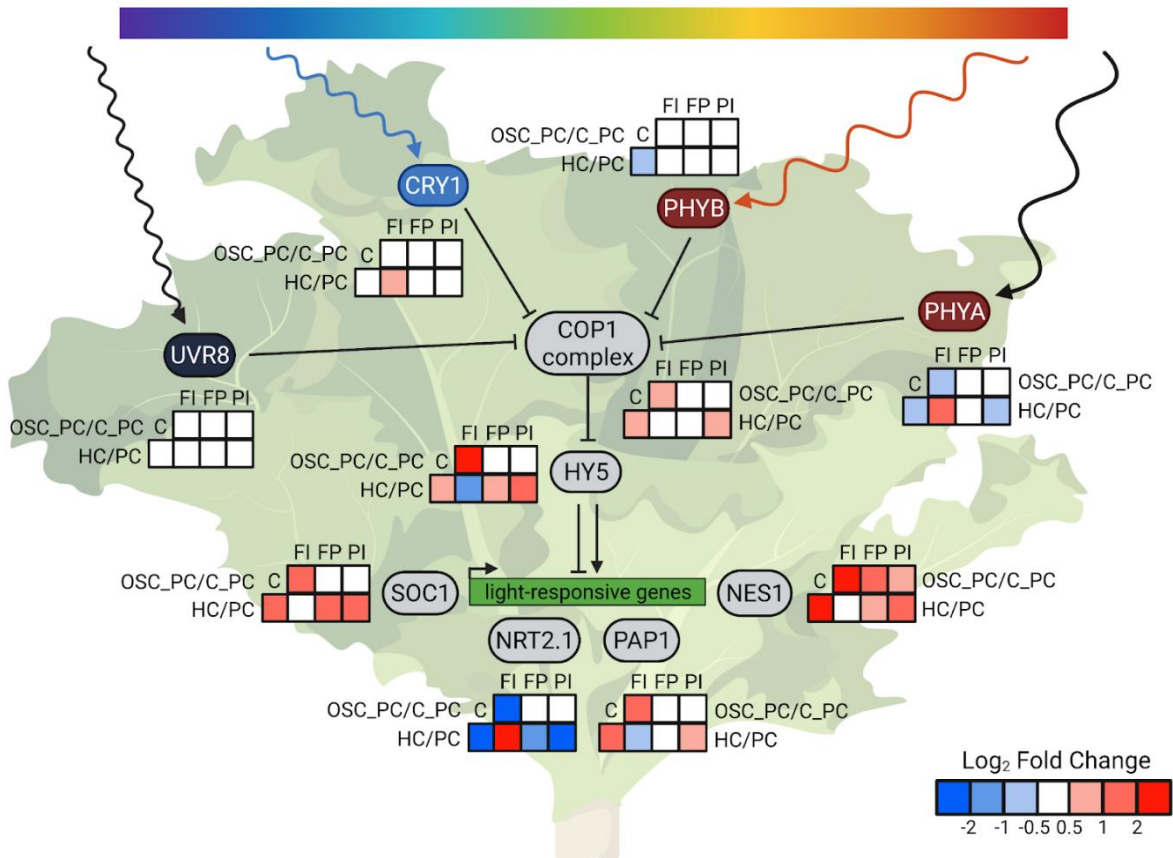 FI FP PI
OSC_PC/C_PC C
HC/PC
CRY1
PHYB
FI FP PI
OSC_PC/C_PC C
HC/PC
PHYA
UVR8
COP1
complex
FI FP PI
C OSC_PC/C_PC
HC/PC
FI FP PI
C OSC_PC/C_PC
HC/PC
FI FP PI
OSC_PC/C_PC C
HC/PC
FI FP PI
OSC_PC/C_PC C
HC/PC
HY5
FI FP PI
OSC_PC/C_PC C
HC/PC
SOC1
light-responsive genes
NES1
FI FP PI
C OSC_PC/C_PC
HC/PC
NRT2.1
PAP1
FI FP PI
OSC_PC/C_PC C
HC/PC
FI FP PI
C OSC_PC/C_PC
HC/PC
Log₂ Fold Change
-2 -1 -0.5 0.5 1 2